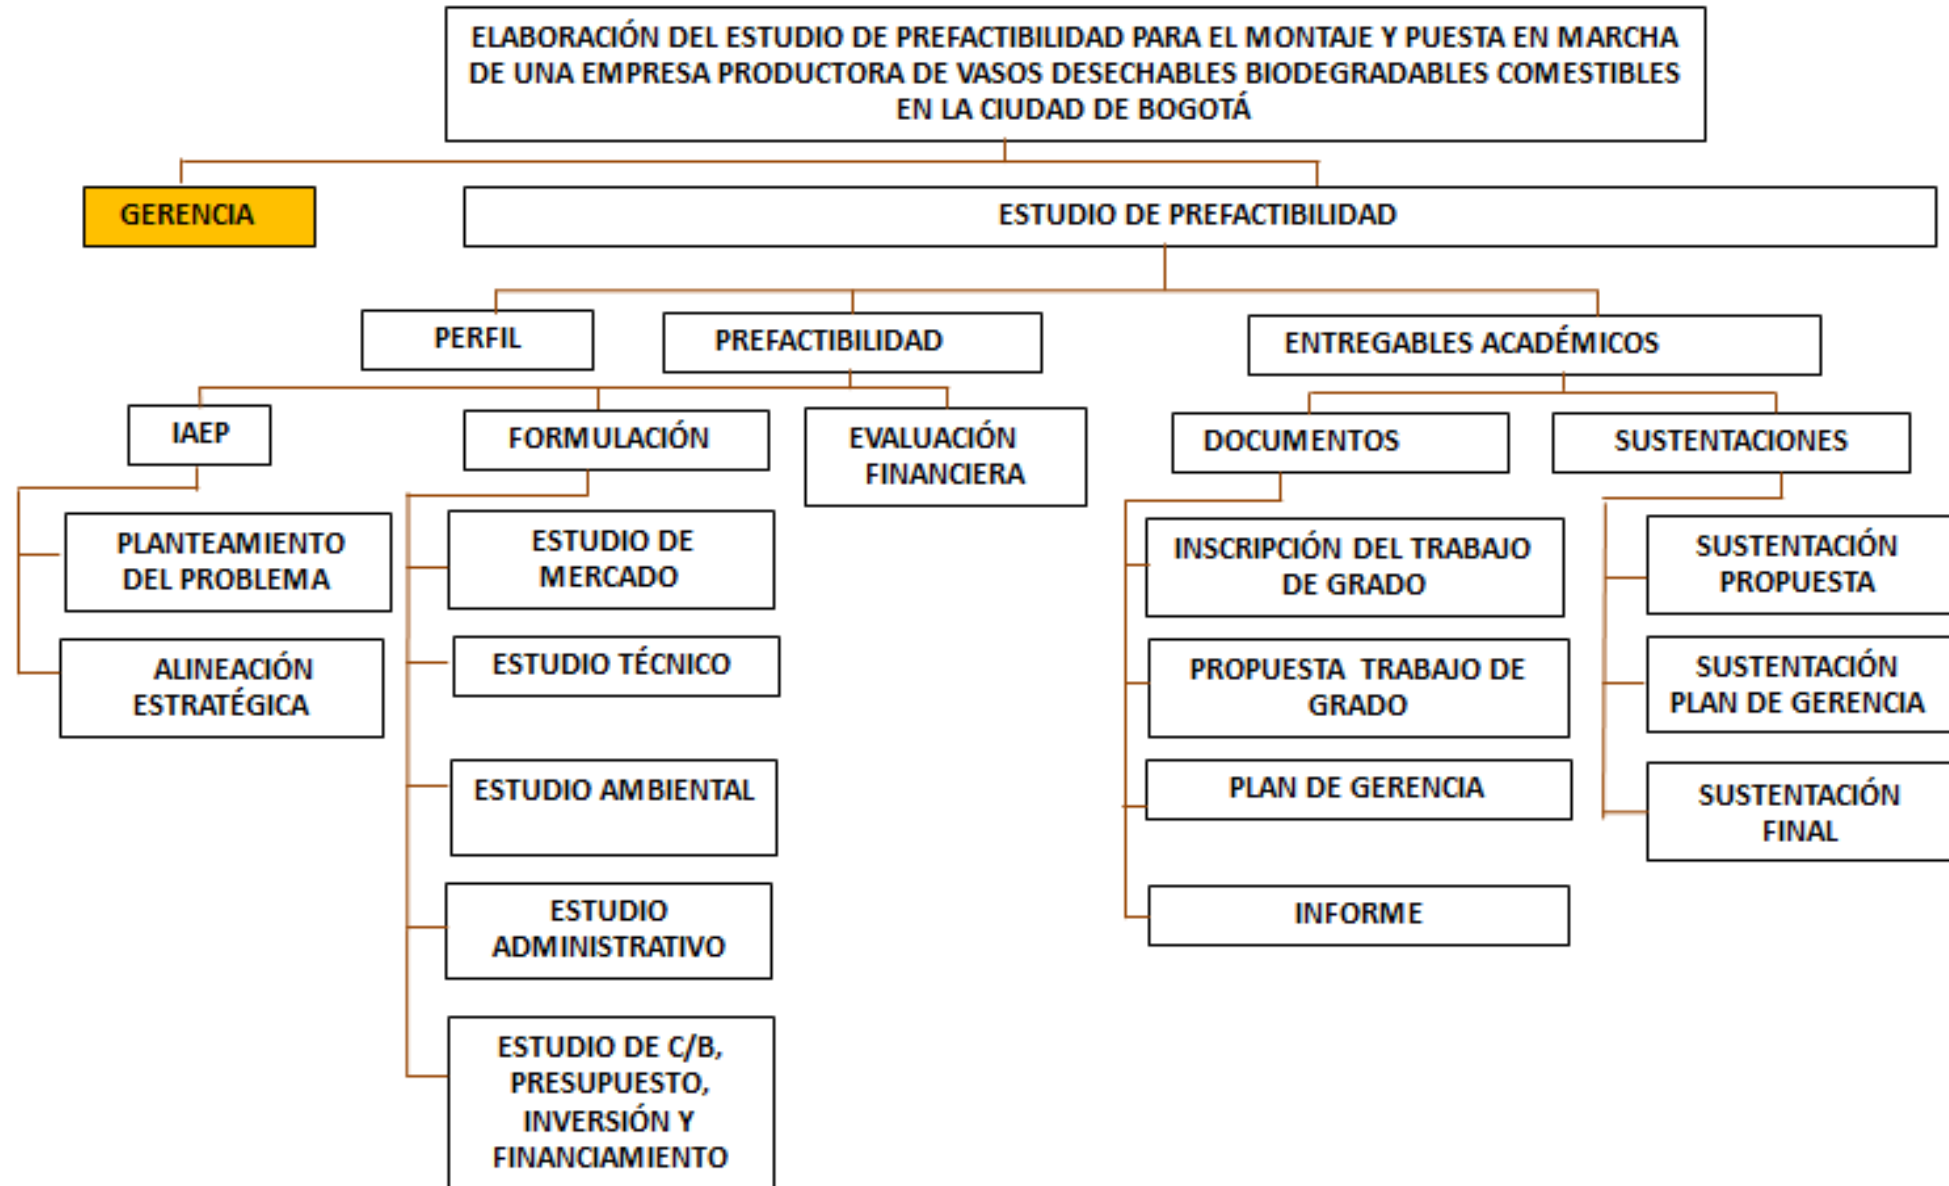 ELABORACIÓN DEL ESTUDIO DE PREFACTIBILIDAD PARA EL MONTAJE Y PUESTA EN MARCHA
DE UNA EMPRESA PRODUCTORA DE VASOS DESECHABLES BIODEGRADABLES COMESTIBLES
EN LA CIUDAD DE BOGOTÁ
GERENCIA
ESTUDIO DE PREFACTIBILIDAD
PERFIL
PREFACTIBILIDAD
ENTREGABLES ACADÉMICOS
IAEP
FORMULACIÓN
EVALUACIÓN
FINANCIERA
DOCUMENTOS
SUSTENTACIONES
PLANTEAMIENTO
DEL PROBLEMA
ALINEACIÓN
ESTRATÉGICA
ESTUDIO DE
MERCADO
ESTUDIO TÉCNICO
ESTUDIO AMBIENTAL
ESTUDIO
ADMINISTRATIVO
ESTUDIO DE C/B,
PRESUPUESTO,
INVERSIÓN Y
FINANCIAMIENTO
INSCRIPCIÓN DEL TRABAJO
DE GRADO
PROPUESTA TRABAJO DE
GRADO
PLAN DE GERENCIA
INFORME
SUSTENTACIÓN
PROPUESTA
SUSTENTACIÓN
PLAN DE GERENCIA
SUSTENTACIÓN
FINAL